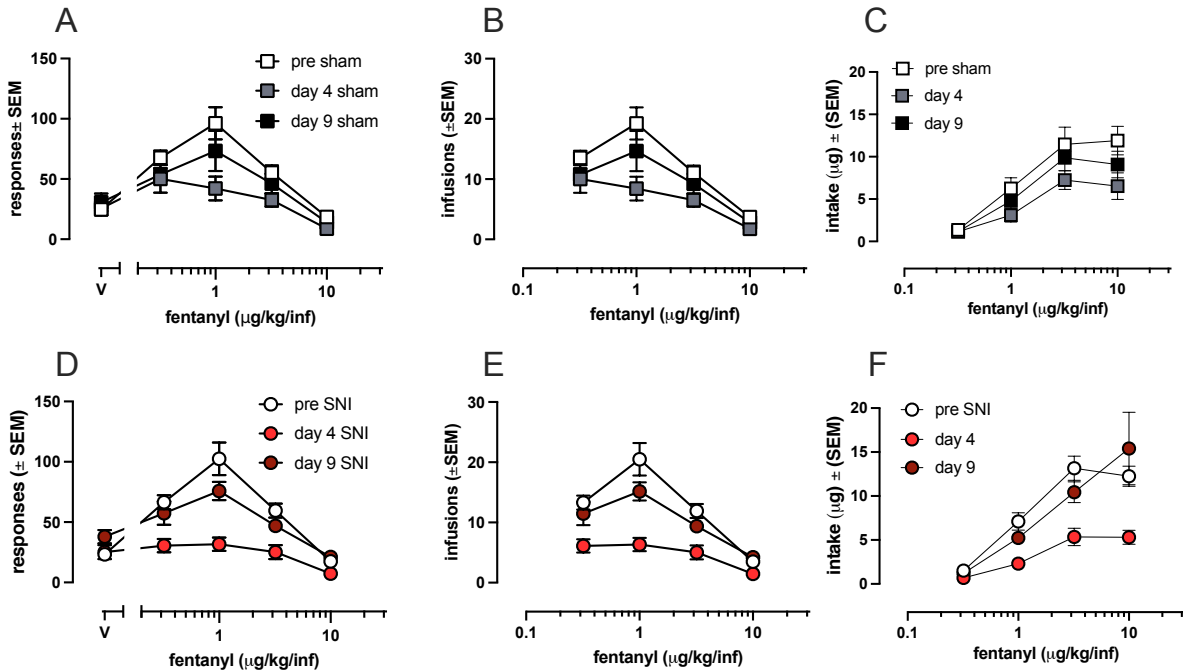 A
responses± SEM
150
100
50
0
pre sham
day 4 sham
day 9 sham
V
1
10
fentanyl (μg/kg/inf)
B
infusions (±SEM)
30
20
10
0
0.1
1
10
fentanyl (μg/kg/inf)
C
intake (μg) ± (SEM)
20
15
10
5
0
pre sham
day 4
day 9
0.1
1
10
fentanyl (μg/kg/inf)
D
responses (± SEM)
150
100
50
0
pre SNI
day 4 SNI
day 9 SNI
V
1
10
fentanyl (μg/kg/inf)
E
infusions (±SEM)
30
20
10
0
0.1
1
10
fentanyl (μg/kg/inf)
F
intake (μg) ± (SEM)
20
15
10
5
0
pre SNI
day 4
day 9
0.1
1
10
fentanyl (μg/kg/inf)